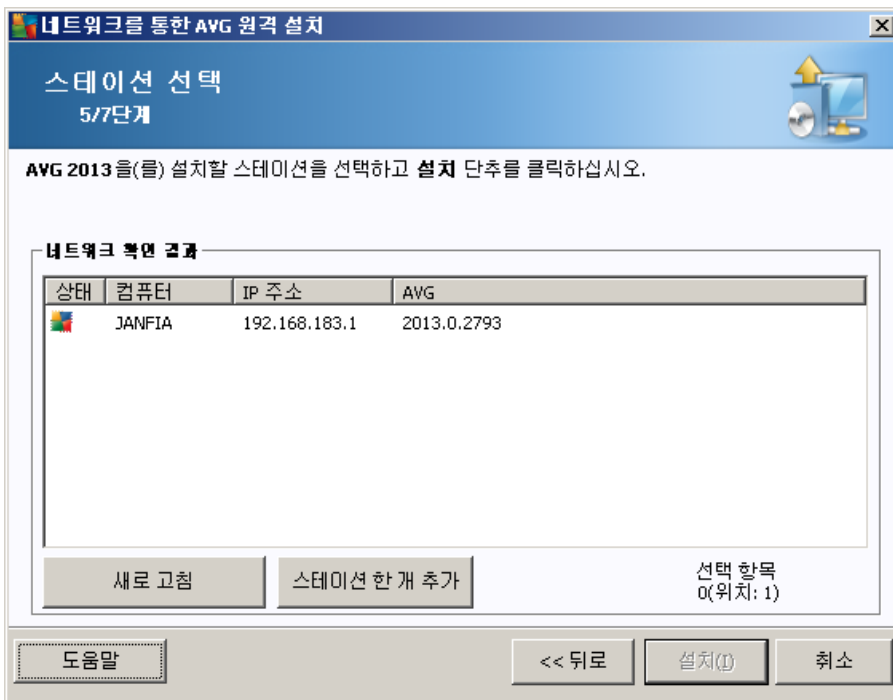 네트워크를 통한 AVG 원격 설치
스테이션 선택
5/7단계
AVG 2013을(를) 설치할 스테이션을 선택하고 설치 단추를 클릭하십시오.
네트워크 확인 결과
상태 컴퓨터 IP 주소 AVG
JANFIA 192.168.183.1 2013.0.2793
새로 고침 스테이션 한 개 추가 선택 항목
0(위치: 1)
도움말 << 뒤로 설치(I) 취소